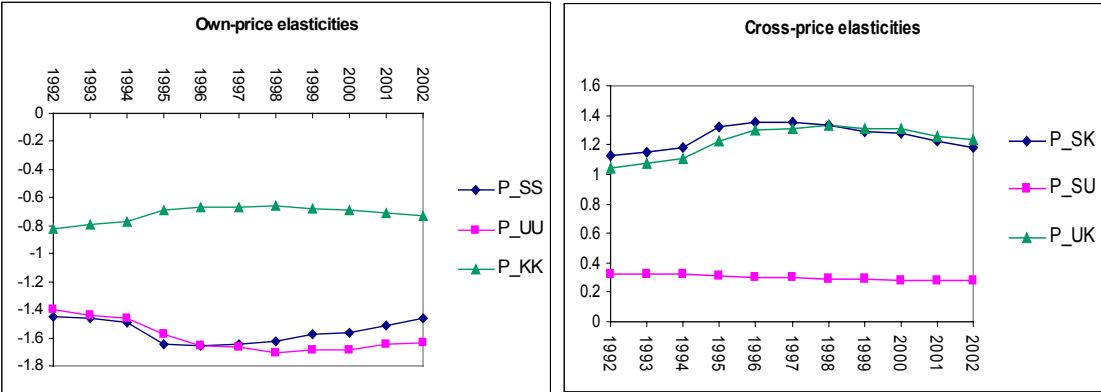 Own-price elasticities
1992 1993 1994 1995 1996 1997 1998 1999 2000 2001 2002
0
-0.2
-0.4
-0.6
-0.8
-1
-1.2
-1.4
-1.6
-1.8
P_SS
P_UU
P_KK
Cross-price elasticities
1.6
1.4
1.2
1
0.8
0.6
0.4
0.2
0
1992 1993 1994 1995 1996 1997 1998 1999 2000 2001 2002
P_SK
P_SU
P_UK